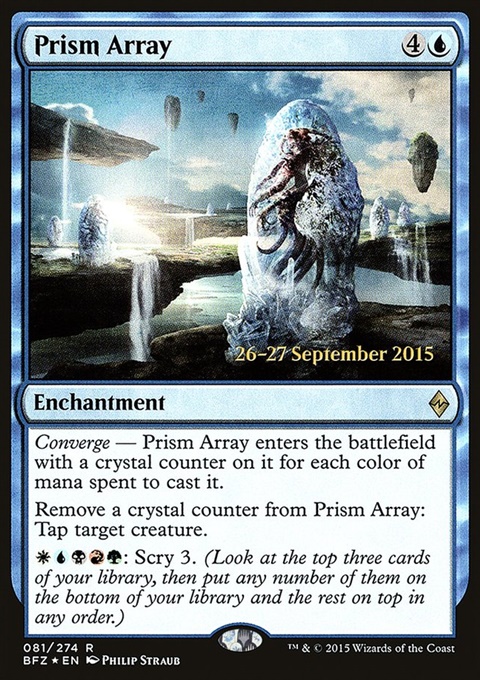 Prism Array 4
26-27 September 2015
Enchantment
Converge — Prism Array enters the battlefield
with a crystal counter on it for each color of
mana spent to cast it.
Remove a crystal counter from Prism Array:
Tap target creature.
: Scry 3. (Look at the top three cards
of your library, then put any number of them on
the bottom of your library and the rest on top in
any order.)
081/274 R
BFZ ★ EN Philip Straub
™ & © 2015 Wizards of the Coast